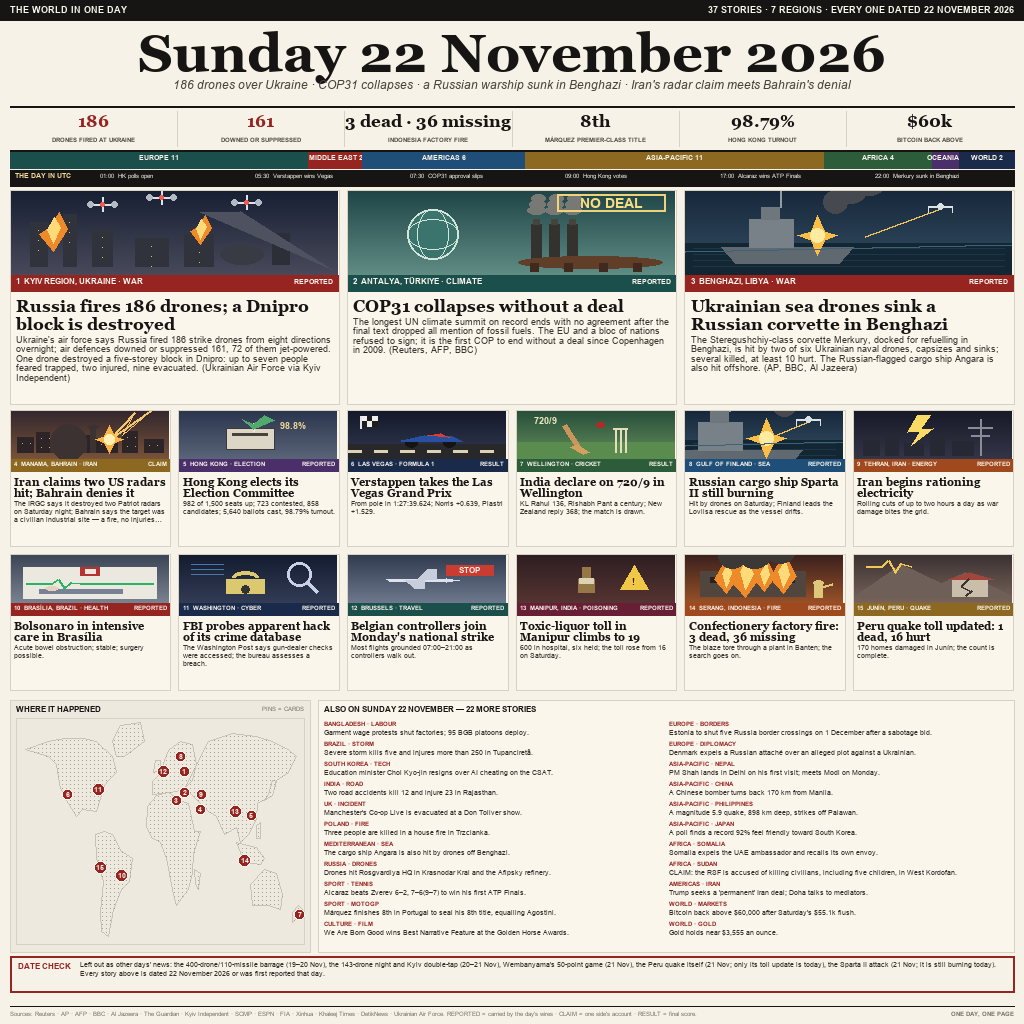 THE WORLD IN ONE DAY
37 STORIES · 7 REGIONS · EVERY ONE DATED 22 NOVEMBER 2026
Sunday 22 November 2026
186 drones over Ukraine · COP31 collapses · a Russian warship sunk in Benghazi · Iran's radar claim meets Bahrain's denial
186
DRONES FIRED AT UKRAINE
161
DOWNED OR SUPPRESSED
3 dead · 36 missing
INDONESIA FACTORY FIRE
8th
MÁRQUEZ PREMIER-CLASS TITLE
98.79%
HONG KONG TURNOUT
$60k
BITCOIN BACK ABOVE
EUROPE 11
MIDDLE EAST 2
AMERICAS 6
ASIA-PACIFIC 11
AFRICA 4
OCEANIA
WORLD 2
THE DAY IN UTC
01:00 HK polls open
05:30 Verstappen wins Vegas
07:30 COP31 approval slips
09:00 Hong Kong votes
17:00 Alcaraz wins ATP Finals
22:00 Merkury sunk in Benghazi
1 KYIV REGION, UKRAINE · WAR
REPORTED
Russia fires 186 drones; a Dnipro
block is destroyed
Ukraine's air force says Russia fired 186 strike drones from eight directions
overnight; air defences downed or suppressed 161, 72 of them jet-powered.
One drone destroyed a five-storey block in Dnipro: up to seven people
feared trapped, two injured, nine evacuated. (Ukrainian Air Force via Kyiv
Independent)
NO DEAL
2 ANTALYA, TÜRKIYE · CLIMATE
REPORTED
COP31 collapses without a deal
The longest UN climate summit on record ends with no agreement after the
final text dropped all mention of fossil fuels. The EU and a bloc of nations
refused to sign; it is the first COP to end without a deal since Copenhagen
in 2009. (Reuters, AFP, BBC)
3 BENGHAZI, LIBYA · WAR
REPORTED
Ukrainian sea drones sink a
Russian corvette in Benghazi
The Steregushchiy-class corvette Merkury, docked for refuelling in
Benghazi, is hit by two of six Ukrainian naval drones, capsizes and sinks;
several killed, at least 10 hurt. The Russian-flagged cargo ship Angara is
also hit offshore. (AP, BBC, Al Jazeera)
4 MANAMA, BAHRAIN · IRAN
CLAIM
Iran claims two US radars
hit; Bahrain denies it
The IRGC says it destroyed two Patriot radars
on Saturday night; Bahrain says the target was
a civilian industrial site — a fire, no injuries...
98.8%
5 HONG KONG · ELECTION
REPORTED
Hong Kong elects its
Election Committee
982 of 1,500 seats up; 723 contested, 858
candidates; 5,640 ballots cast, 98.79% turnout.
6 LAS VEGAS · FORMULA 1
RESULT
Verstappen takes the Las
Vegas Grand Prix
From pole in 1:27:39.624; Norris +0.639, Piastri
+1.529.
720/9
7 WELLINGTON · CRICKET
RESULT
India declare on 720/9 in
Wellington
KL Rahul 136, Rishabh Pant a century; New
Zealand reply 368; the match is drawn.
8 GULF OF FINLAND · SEA
REPORTED
Russian cargo ship Sparta
II still burning
Hit by drones on Saturday; Finland leads the
Loviisa rescue as the vessel drifts.
9 TEHRAN, IRAN · ENERGY
REPORTED
Iran begins rationing
electricity
Rolling cuts of up to two hours a day as war
damage bites the grid.
10 BRASÍLIA, BRAZIL · HEALTH
REPORTED
Bolsonaro in intensive
care in Brasília
Acute bowel obstruction; stable; surgery
possible.
11 WASHINGTON · CYBER
REPORTED
FBI probes apparent hack
of its crime database
The Washington Post says gun-dealer checks
were accessed; the bureau assesses a
breach.
STOP
12 BRUSSELS · TRAVEL
REPORTED
Belgian controllers join
Monday's national strike
Most flights grounded 07:00–21:00 as
controllers walk out.
!
13 MANIPUR, INDIA · POISONING
REPORTED
Toxic-liquor toll in
Manipur climbs to 19
600 in hospital, six held; the toll rose from 16
on Saturday.
14 SERANG, INDONESIA · FIRE
REPORTED
Confectionery factory fire:
3 dead, 36 missing
The blaze tore through a plant in Banten; the
search goes on.
15 JUNÍN, PERU · QUAKE
REPORTED
Peru quake toll updated: 1
dead, 16 hurt
170 homes damaged in Junín; the count is
complete.
WHERE IT HAPPENED
PINS = CARDS
8
12
1
6
11
2
3
9
4
13
5
14
15
10
7
ALSO ON SUNDAY 22 NOVEMBER — 22 MORE STORIES
BANGLADESH · LABOUR
Garment wage protests shut factories; 95 BGB platoons deploy.
BRAZIL · STORM
Severe storm kills five and injures more than 250 in Tupanciretã.
SOUTH KOREA · TECH
Education minister Choi Kyo-jin resigns over AI cheating on the CSAT.
INDIA · ROAD
Two road accidents kill 12 and injure 23 in Rajasthan.
UK · INCIDENT
Manchester's Co-op Live is evacuated at a Don Toliver show.
POLAND · FIRE
Three people are killed in a house fire in Trzcianka.
MEDITERRANEAN · SEA
The cargo ship Angara is also hit by drones off Benghazi.
RUSSIA · DRONES
Drones hit Rosgvardiya HQ in Krasnodar Krai and the Afipsky refinery.
SPORT · TENNIS
Alcaraz beats Zverev 6–2, 7–6(9–7) to win his first ATP Finals.
SPORT · MOTOGP
Márquez finishes 8th in Portugal to seal his 8th title, equalling Agostini.
CULTURE · FILM
We Are Born Good wins Best Narrative Feature at the Golden Horse Awards.
EUROPE · BORDERS
Estonia to shut five Russia border crossings on 1 December after a sabotage bid.
EUROPE · DIPLOMACY
Denmark expels a Russian attaché over an alleged plot against a Ukrainian.
ASIA-PACIFIC · NEPAL
PM Shah lands in Delhi on his first visit; meets Modi on Monday.
ASIA-PACIFIC · CHINA
A Chinese bomber turns back 170 km from Manila.
ASIA-PACIFIC · PHILIPPINES
A magnitude 5.9 quake, 898 km deep, strikes off Palawan.
ASIA-PACIFIC · JAPAN
A poll finds a record 92% feel friendly toward South Korea.
AFRICA · SOMALIA
Somalia expels the UAE ambassador and recalls its own envoy.
AFRICA · SUDAN
CLAIM: the RSF is accused of killing civilians, including five children, in West Kordofan.
AMERICAS · IRAN
Trump seeks a 'permanent' Iran deal; Doha talks to mediators.
WORLD · MARKETS
Bitcoin back above $60,000 after Saturday's $55.1k flush.
WORLD · GOLD
Gold holds near $3,555 an ounce.
DATE CHECK
Left out as other days' news: the 400-drone/110-missile barrage (19–20 Nov), the 143-drone night and Kyiv double-tap (20–21 Nov), Wembanyama's 50-point game (21 Nov), the Peru quake itself (21 Nov; only its toll update is today), the Sparta II attack (21 Nov; it is still burning today).
Every story above is dated 22 November 2026 or was first reported that day.
Sources: Reuters · AP · AFP · BBC · Al Jazeera · The Guardian · Kyiv Independent · SCMP · ESPN · FIA · Xinhua · Khaleej Times · DetikNews · Ukrainian Air Force. REPORTED = carried by the day's wires · CLAIM = one side's account · RESULT = final score.
ONE DAY, ONE PAGE